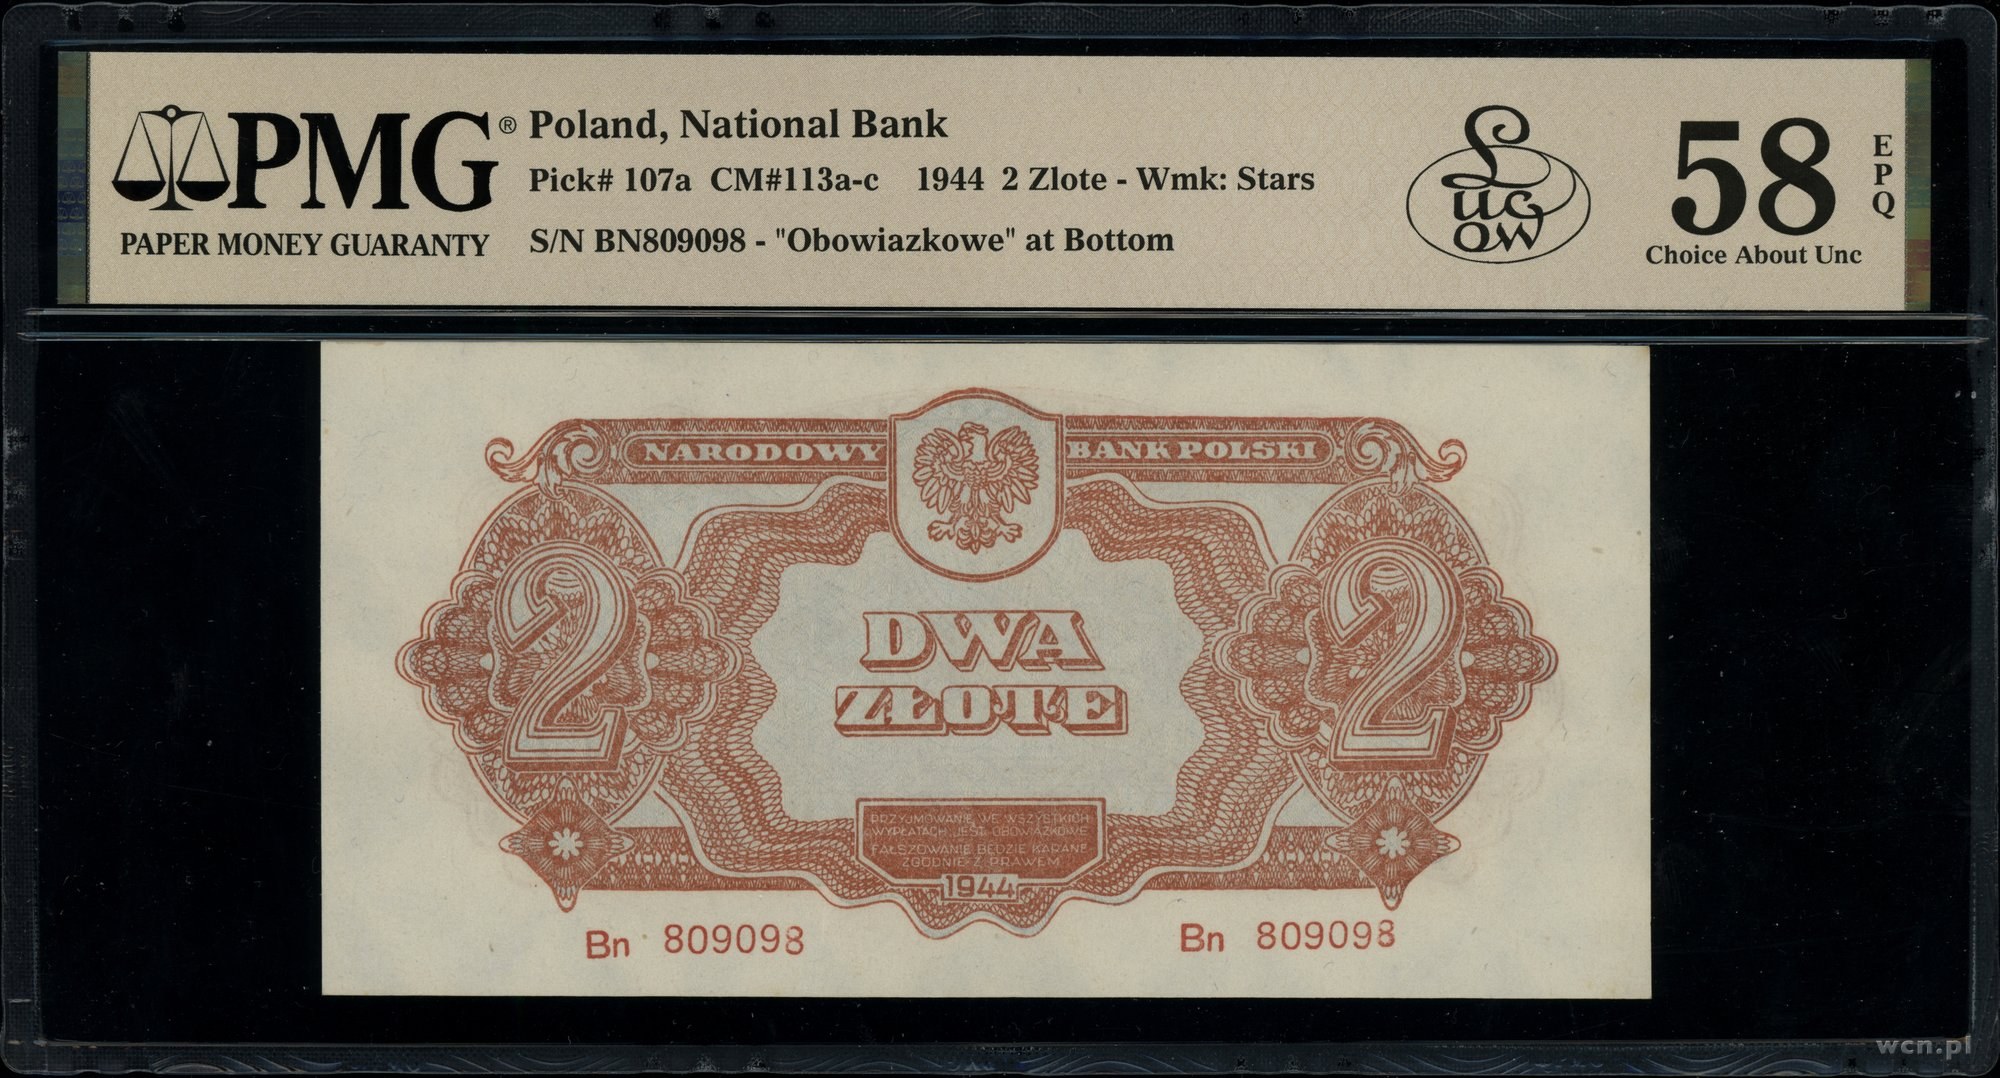 PMG® Poland, National Bank
Pick# 107a CM#113a-c 1944 2 Zlote - Wmk: Stars
PAPER MONEY GUARANTY S/N BN809098 - "Obowiazkowe" at Bottom
Lucow
58
EPQ
Choice About Unc
NARODOWY BANK POLSKI
2 2
DWA
ZŁOTE
PRZYJMOWANIE WE WSZYSTKICH
WYPŁATACH JEST OBOWIĄZKOWE
FAŁSZOWANIE BĘDZIE KARANE
ZGODNIE Z PRAWEM
1944
Bn 809098 Bn 809098
wcn.pl